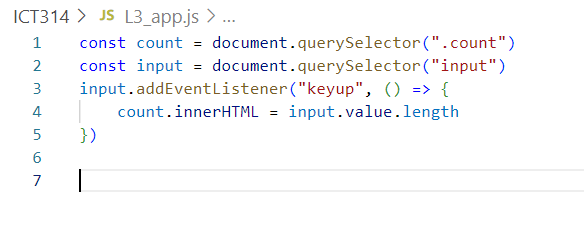 ICT314 > JS L3_app.js > ...
1 const count = document.querySelector(".count")
2 const input = document.querySelector("input")
3 input.addEventListener("keyup", () => {
4     count.innerHTML = input.value.length
5 })
6
7